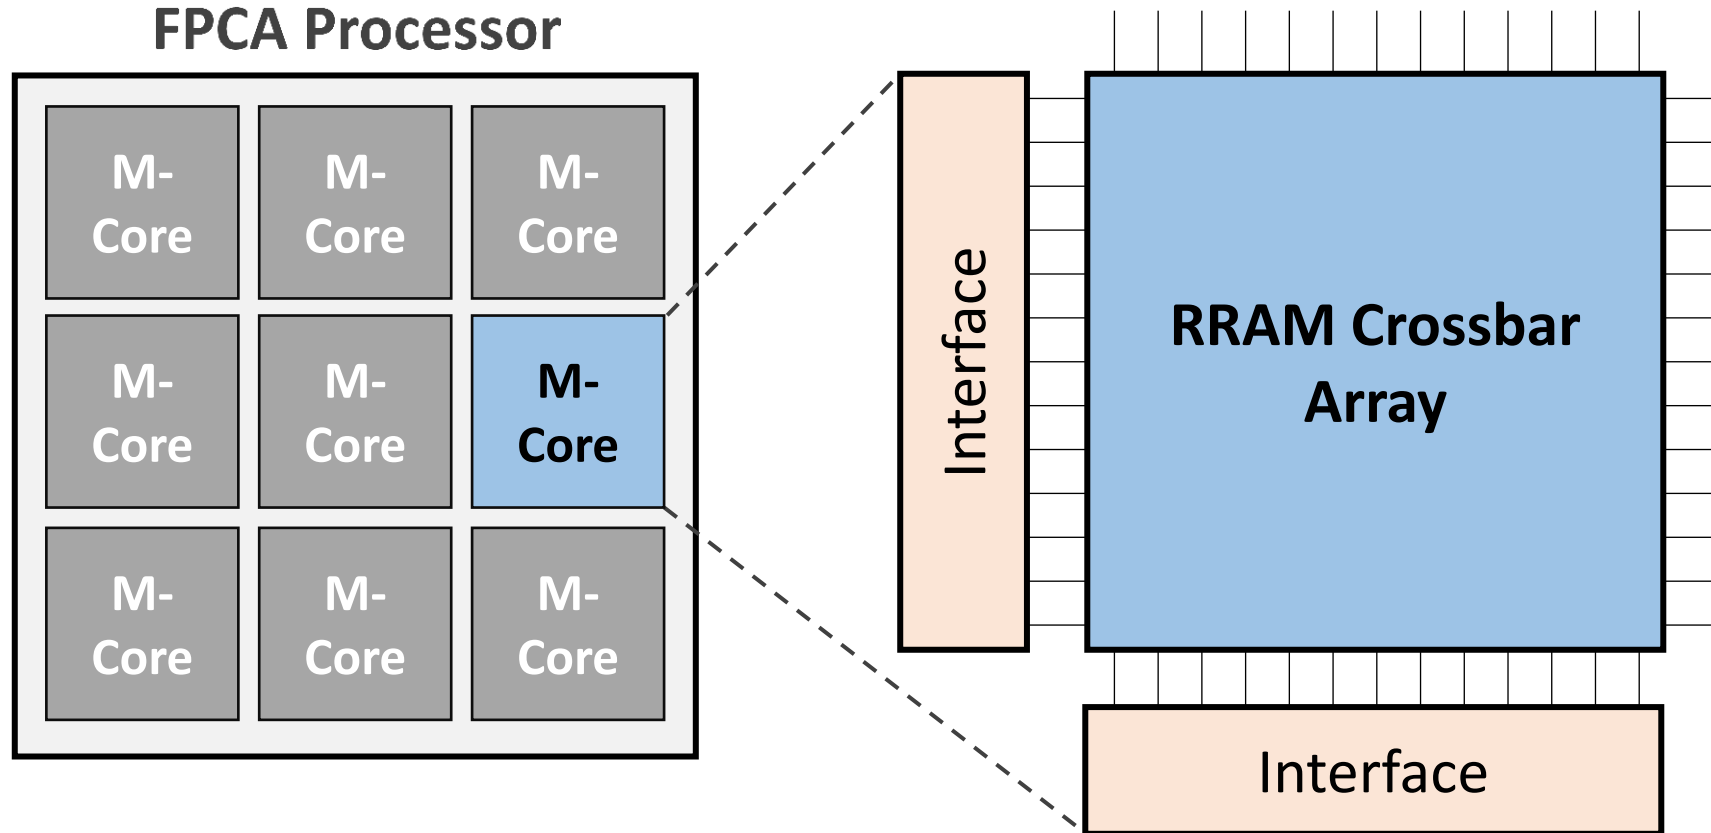 FPCA Processor
M-
Core
M-
Core
M-
Core
M-
Core
M-
Core
M-
Core
M-
Core
M-
Core
M-
Core
Interface
RRAM Crossbar
Array
Interface